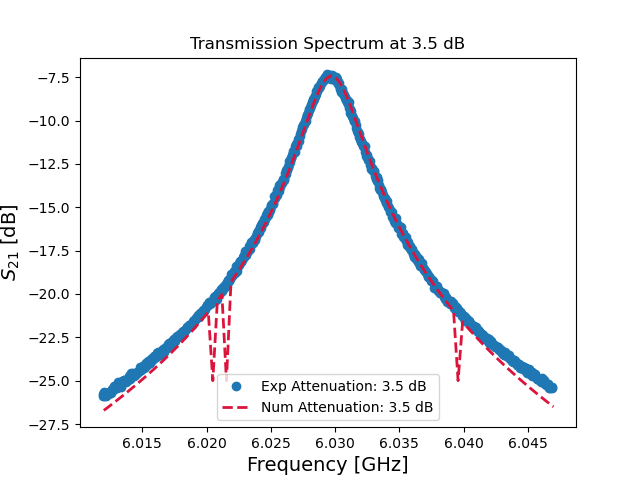 Transmission Spectrum at 3.5 dB
−7.5
−10.0
−12.5
−15.0
−17.5
−20.0
−22.5
−25.0
−27.5
S21 [dB]
Exp Attenuation: 3.5 dB
Num Attenuation: 3.5 dB
6.015 6.020 6.025 6.030 6.035 6.040 6.045
Frequency [GHz]